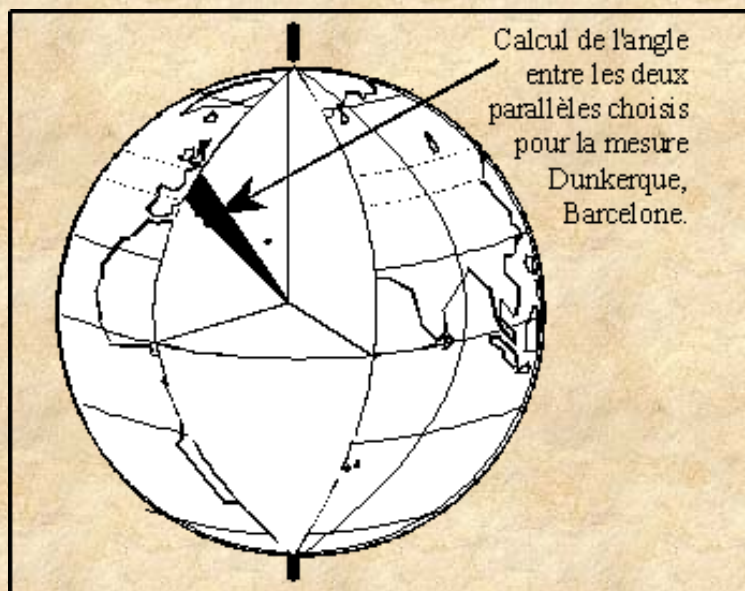 Calcul de l'angle
entre les deux
parallèles choisis
pour la mesure
Dunkerque,
Barcelone.